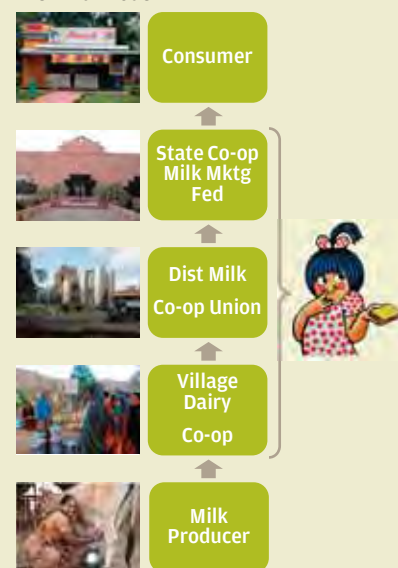 Consumer
State Co-op
Milk Mktg
Fed
Dist Milk
Co-op Union
Village
Dairy
Co-op
Milk
Producer